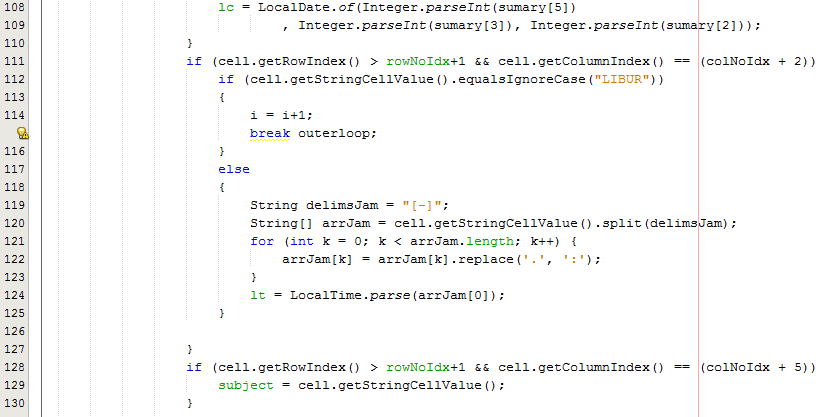 108 lc = LocalDate.of(Integer.parseInt(sumary[5])
109 , Integer.parseInt(sumary[3]), Integer.parseInt(sumary[2]));
110 }
111 if (cell.getRowIndex() > rowNoIdx+1 && cell.getColumnIndex() == (colNoIdx + 2))
112 if (cell.getStringCellValue().equalsIgnoreCase("LIBUR"))
113 {
114 i = i+1;
break outerloop;
116 }
117 else
118 {
119 String delimsJam = "[-]";
120 String[] arrJam = cell.getStringCellValue().split(delimsJam);
121 for (int k = 0; k < arrJam.length; k++) {
122 arrJam[k] = arrJam[k].replace('.', ':');
123 }
124 lt = LocalTime.parse(arrJam[0]);
125 }
126
127 }
128 if (cell.getRowIndex() > rowNoIdx+1 && cell.getColumnIndex() == (colNoIdx + 5))
129 subject = cell.getStringCellValue();
130 }